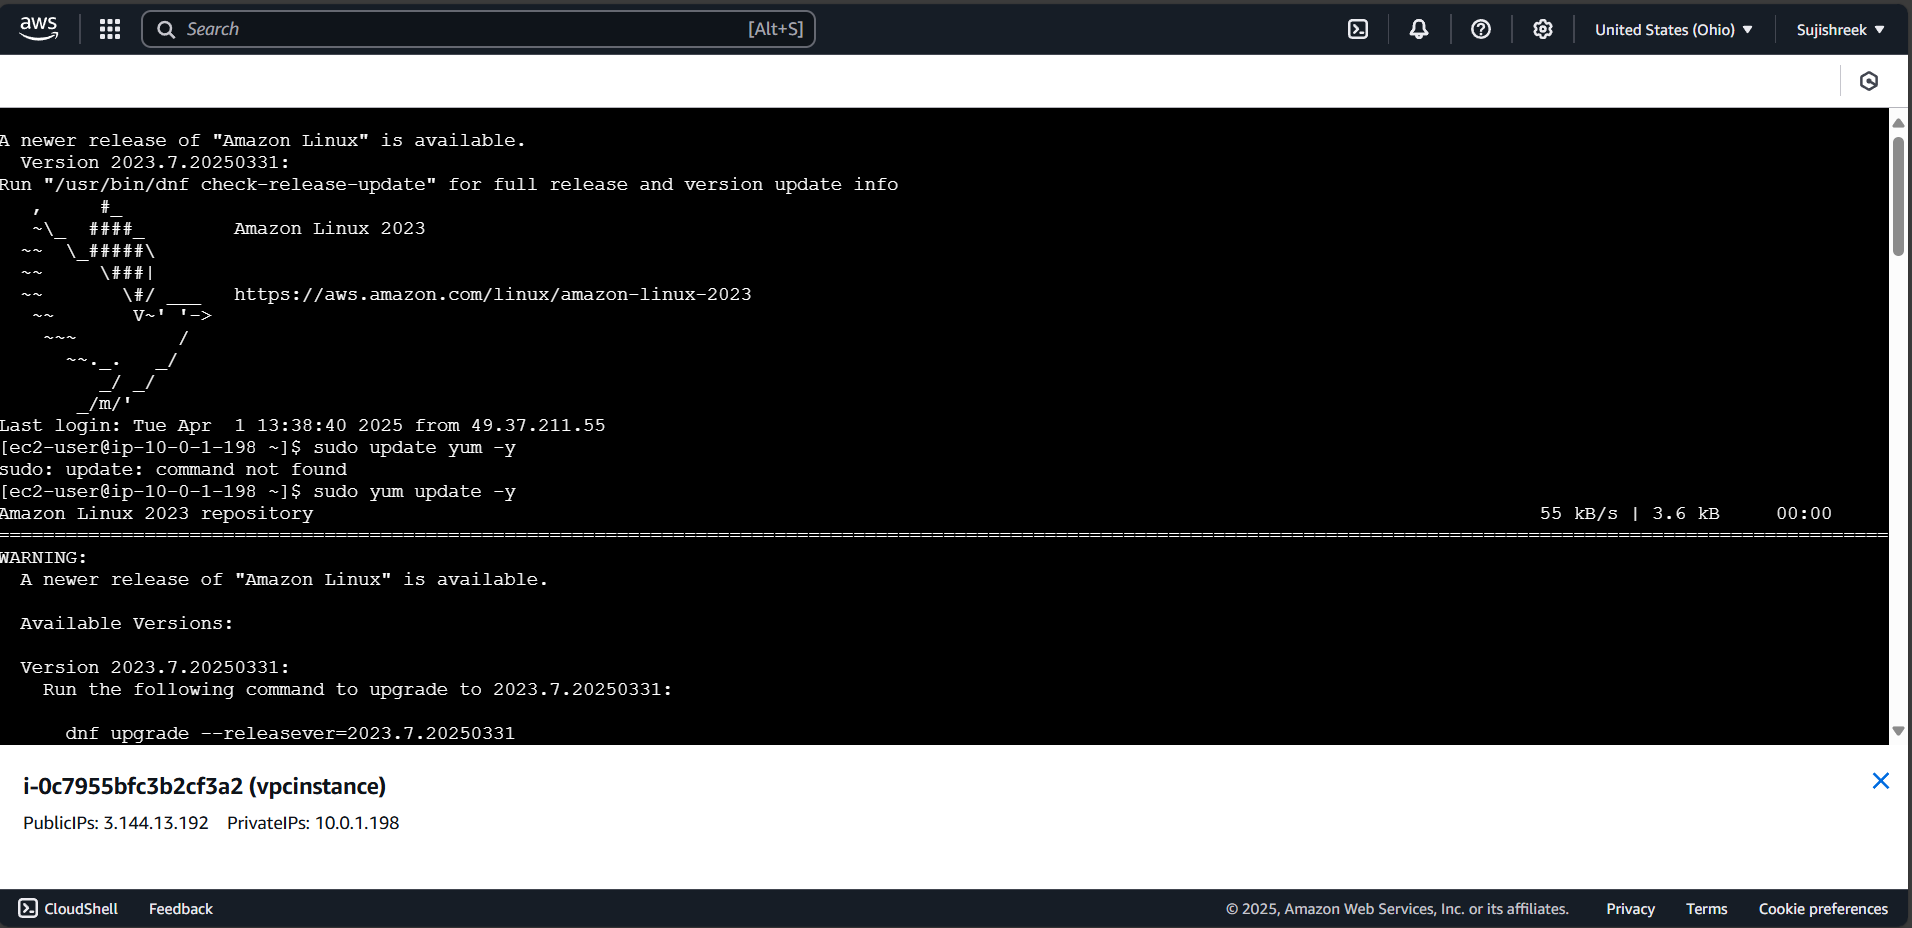 aws
Search [Alt+S]
United States (Ohio) ▼
Sujishreek ▼
A newer release of "Amazon Linux" is available.
  Version 2023.7.20250331:
Run "/usr/bin/dnf check-release-update" for full release and version update info
   ,     #_
   ~\_  ####_        Amazon Linux 2023
  ~~  \_#####\
  ~~     \###|
  ~~       \#/ ___   https://aws.amazon.com/linux/amazon-linux-2023
   ~~       V~' '->
    ~~~         /
      ~~._.   _/
         _/ _/
       _/m/'
Last login: Tue Apr  1 13:38:40 2025 from 49.37.211.55
[ec2-user@ip-10-0-1-198 ~]$ sudo update yum -y
sudo: update: command not found
[ec2-user@ip-10-0-1-198 ~]$ sudo yum update -y
Amazon Linux 2023 repository 55 kB/s | 3.6 kB     00:00
WARNING:
  A newer release of "Amazon Linux" is available.
  Available Versions:
  Version 2023.7.20250331:
    Run the following command to upgrade to 2023.7.20250331:
      dnf upgrade --releasever=2023.7.20250331
i-0c7955bfc3b2cf3a2 (vpcinstance)
PublicIPs: 3.144.13.192 PrivateIPs: 10.0.1.198
CloudShell Feedback © 2025, Amazon Web Services, Inc. or its affiliates. Privacy Terms Cookie preferences